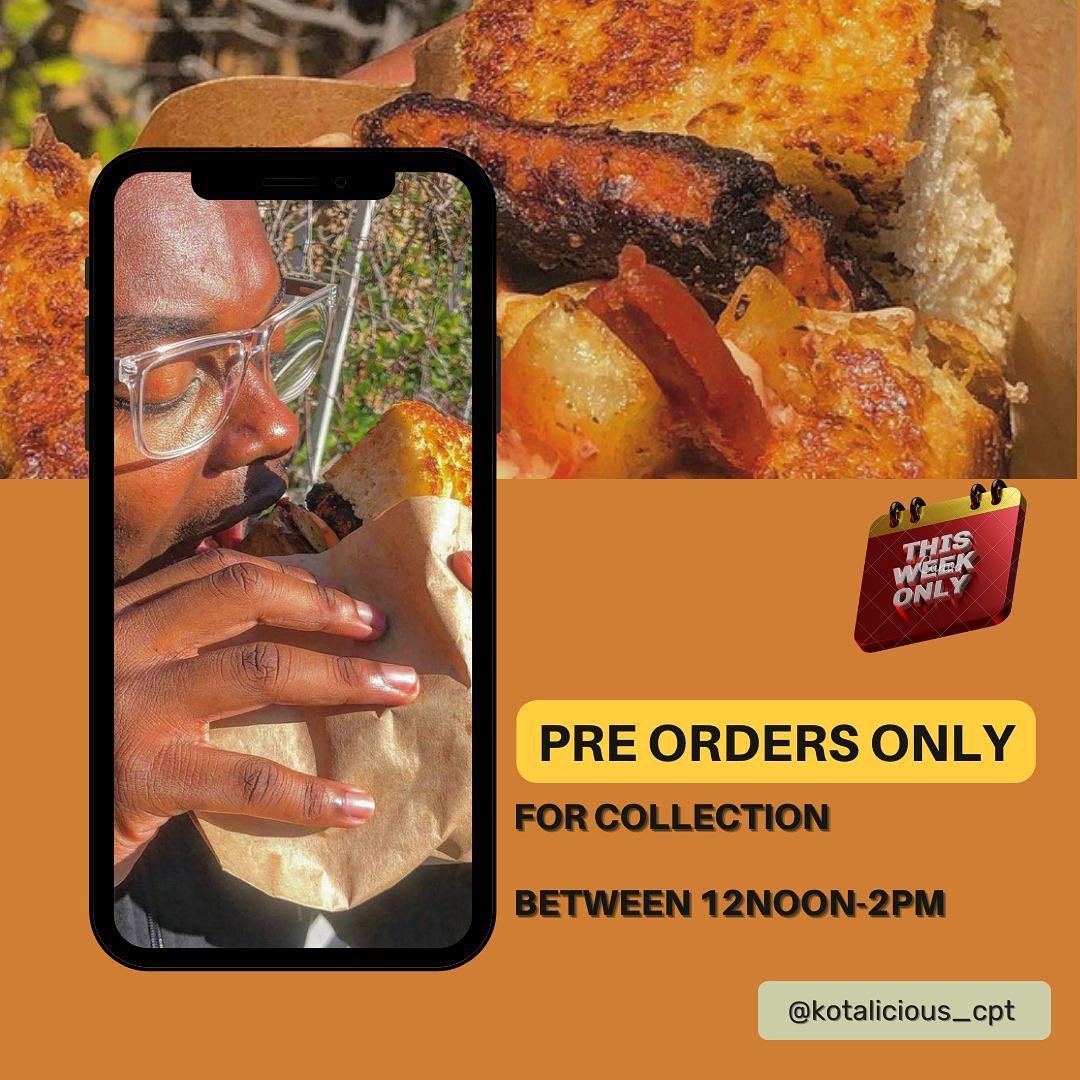 THIS
WEEK
ONLY
PRE ORDERS ONLY
FOR COLLECTION
BETWEEN 12NOON-2PM
@kotalicious_cpt